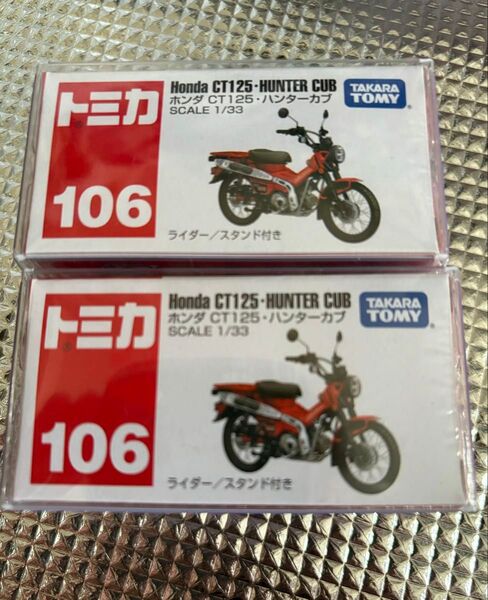 トミカ
106
Honda CT125・HUNTER CUB
ホンダ CT125・ハンターカブ
SCALE 1/33
TAKARA
TOMY
ライダー/スタンド付き
トミカ
106
Honda CT125・HUNTER CUB
ホンダ CT125・ハンターカブ
SCALE 1/33
TAKARA
TOMY
ライダー/スタンド付き